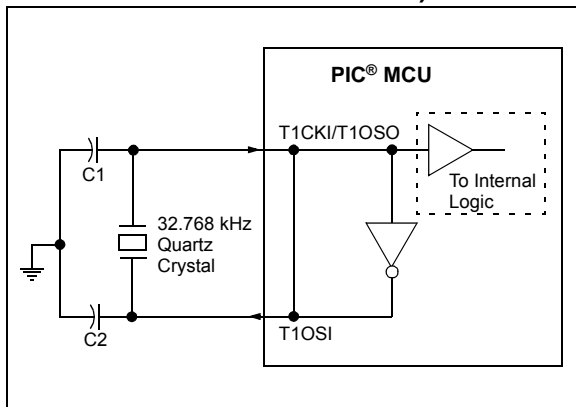 PIC® MCU
T1CKI/T1OSO
C1
To Internal
Logic
32.768 kHz
Quartz
Crystal
C2
T1OSI